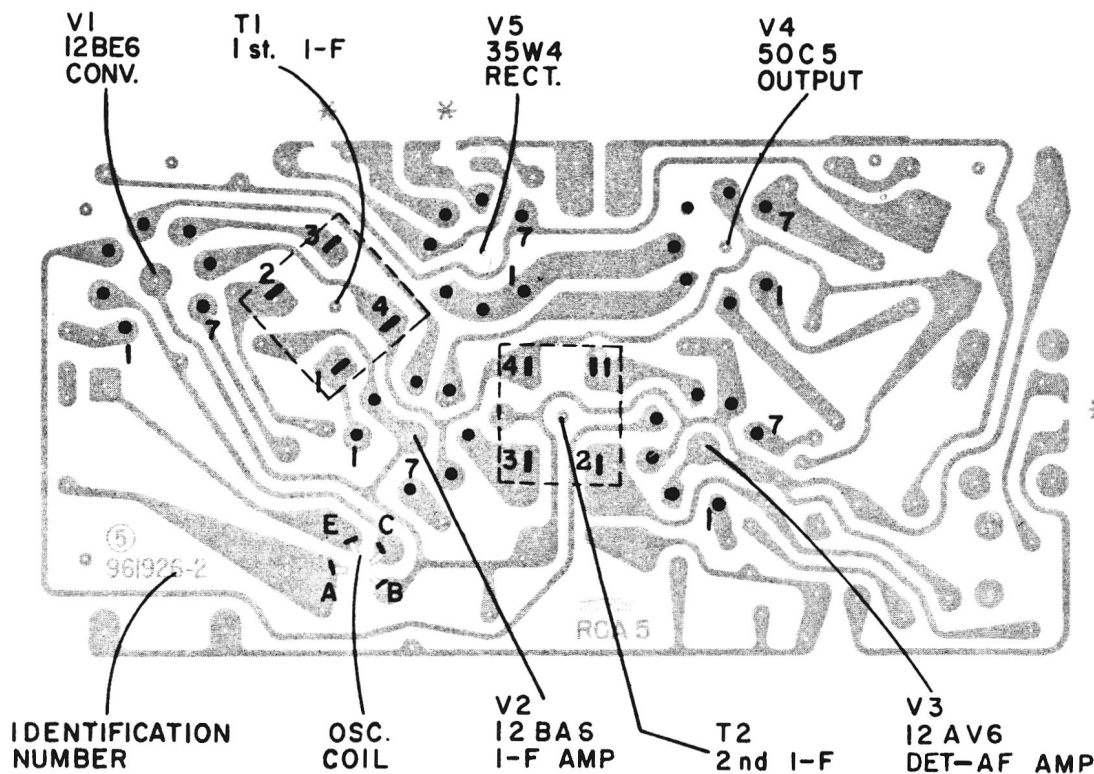 V1
12BE6
CONV.
T1
1 st. I-F
V5
35W4
RECT.
V4
50C5
OUTPUT
*
*
7
3
7
2
1
1
4
7
1
1
4
1
*
7
1
3
2
7
1
E
C
5
961926-2
A
B
RCA 5
IDENTIFICATION
NUMBER
OSC.
COIL
V2
12BA6
I-F AMP
T2
2nd I-F
V3
12AV6
DET-AF AMP